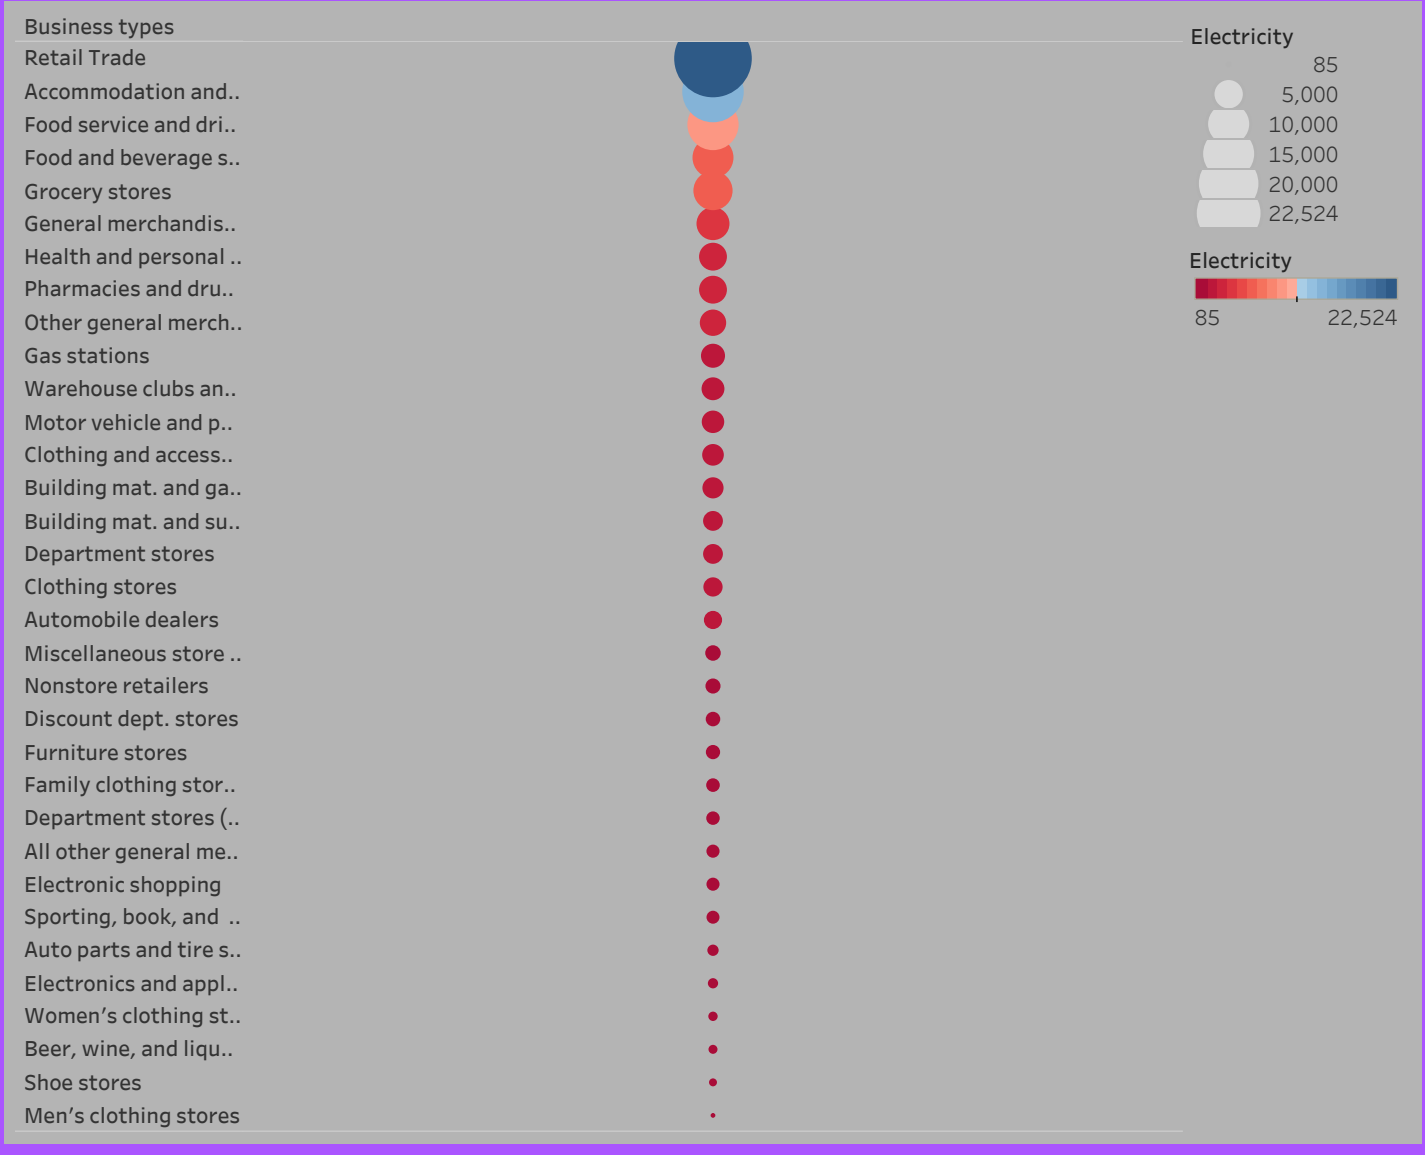 Business types
Retail Trade
Accommodation and..
Food service and dri..
Food and beverage s..
Grocery stores
General merchandis..
Health and personal ..
Pharmacies and dru..
Other general merch..
Gas stations
Warehouse clubs an..
Motor vehicle and p..
Clothing and access..
Building mat. and ga..
Building mat. and su..
Department stores
Clothing stores
Automobile dealers
Miscellaneous store ..
Nonstore retailers
Discount dept. stores
Furniture stores
Family clothing stor..
Department stores (..
All other general me..
Electronic shopping
Sporting, book, and ..
Auto parts and tire s..
Electronics and appl..
Women’s clothing st..
Beer, wine, and liqu..
Shoe stores
Men’s clothing stores
Electricity
85
5,000
10,000
15,000
20,000
22,524
Electricity
85 22,524